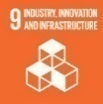 9 INDUSTRY, INNOVATION
AND INFRASTRUCTURE